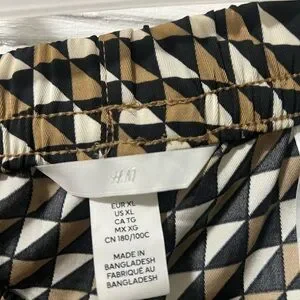 H&M
EUR XL
US XL
CA TG
MX XG
CN 180/100C
MADE IN
BANGLADESH
FABRIQUÉ AU
BANGLADESH